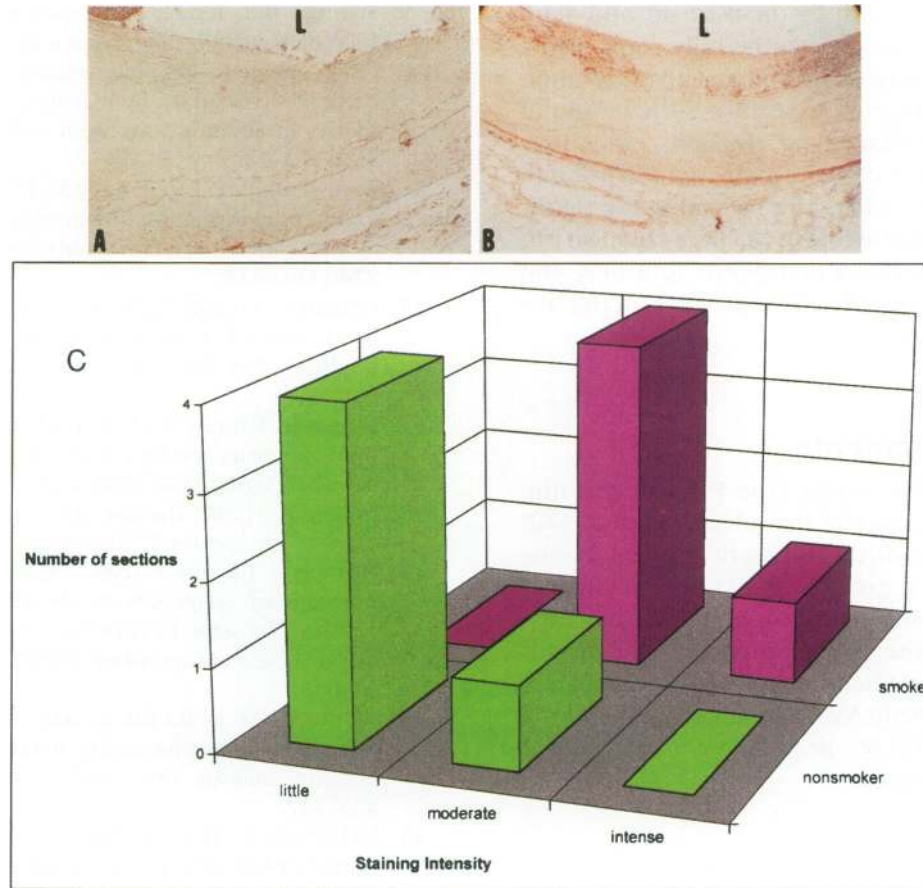 L
L
A
B
C
4
3
2
1
0
Number of sections
little
moderate
intense
Staining Intensity
nonsmoker
smoke